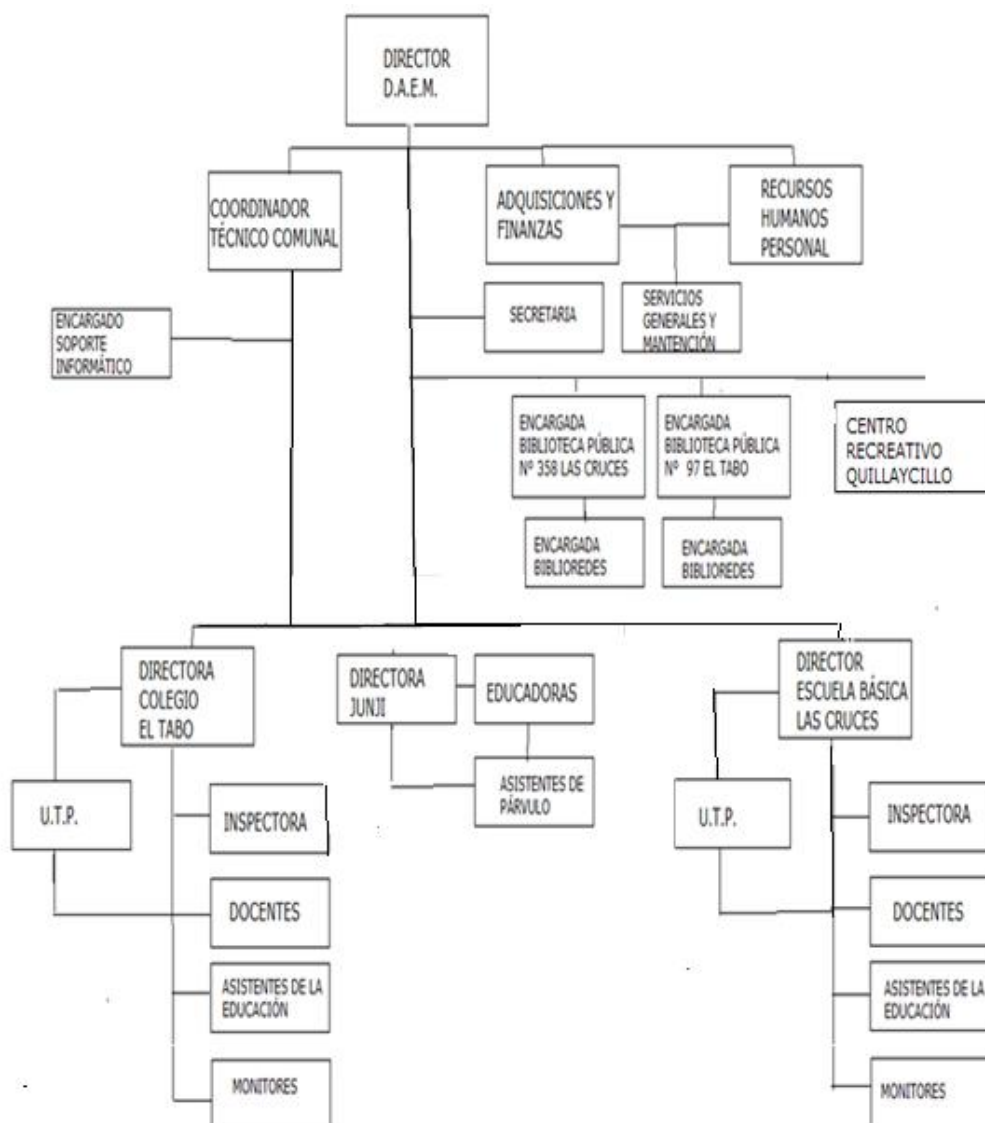 DIRECTOR
D.A.E.M.
COORDINADOR
TÉCNICO COMUNAL
ADQUISICIONES Y
FINANZAS
RECURSOS
HUMANOS
PERSONAL
SECRETARIA
SERVICIOS
GENERALES Y
MANTENCIÓN
ENCARGADO
SOPORTE
INFORMÁTICO
ENCARGADA
BIBLIOTECA PÚBLICA
Nº 358 LAS CRUCES
ENCARGADA
BIBLIOTECA PÚBLICA
Nº 97 EL TABO
CENTRO
RECREATIVO
QUILLAYCILLO
ENCARGADA
BIBLIOREDES
ENCARGADA
BIBLIOREDES
DIRECTORA
COLEGIO
EL TABO
DIRECTORA
JUNJI
EDUCADORAS
DIRECTOR
ESCUELA BÁSICA
LAS CRUCES
ASISTENTES DE
PÁRVULO
U.T.P.
INSPECTORA
U.T.P.
INSPECTORA
DOCENTES
DOCENTES
ASISTENTES DE LA
EDUCACIÓN
ASISTENTES DE LA
EDUCACIÓN
MONITORES
MONITORES